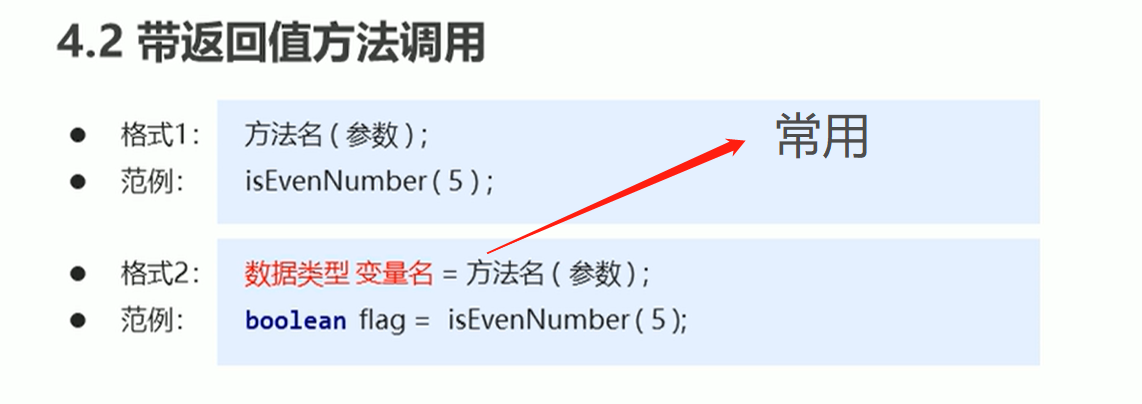 4.2 带返回值方法调用
常用
● 格式1： 方法名 ( 参数 ) ;
● 范例： isEvenNumber ( 5 ) ;
● 格式2： 数据类型 变量名 = 方法名 ( 参数 ) ;
● 范例： boolean flag = isEvenNumber ( 5 );